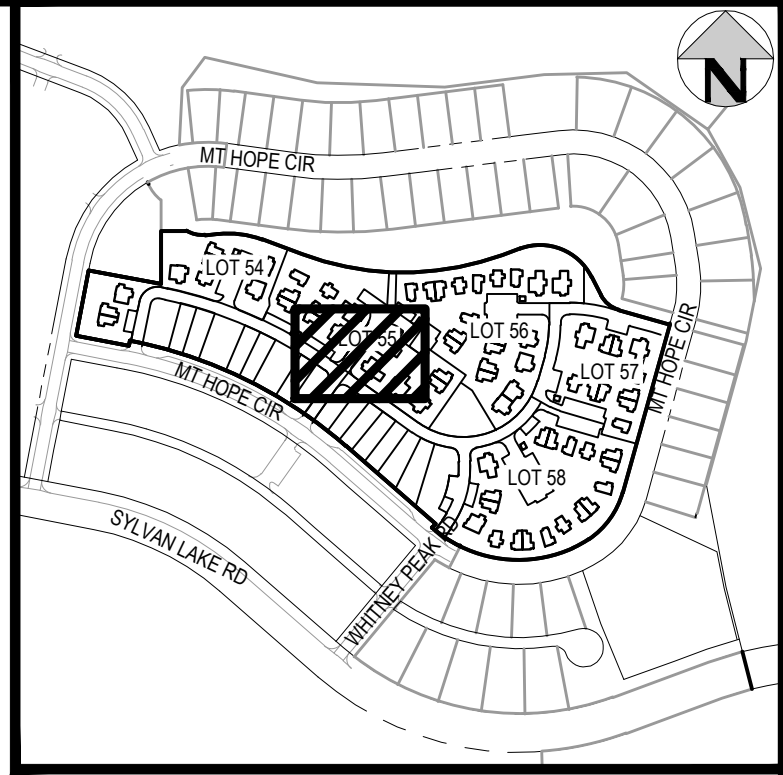 N
MT HOPE CIR
LOT 54
LOT 55
LOT 56
LOT 57
MT HOPE CIR
MT HOPE CIR
LOT 58
SYLVAN LAKE RD
WHITNEY PEAK RD